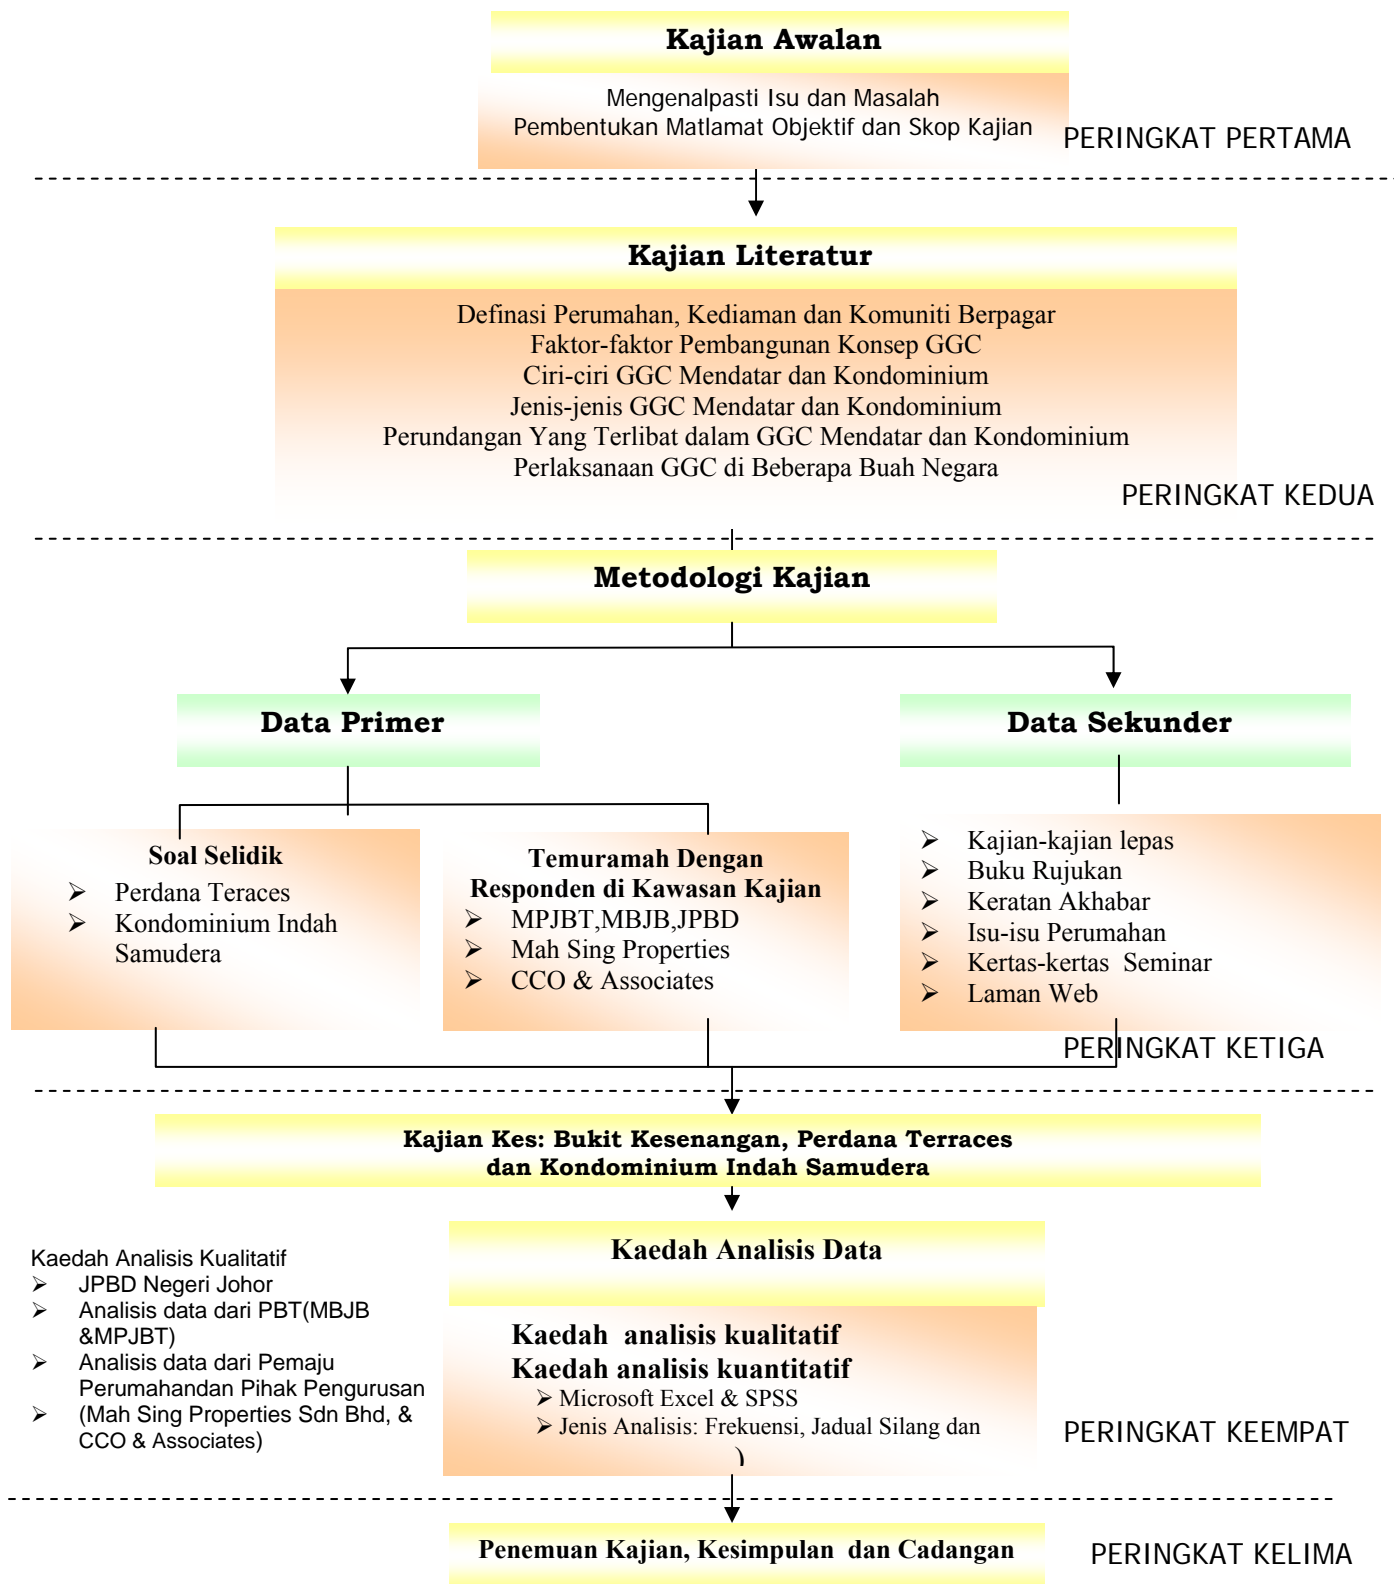 Kajian Awalan
Mengenalpasti Isu dan Masalah
Pembentukan Matlamat Objektif dan Skop Kajian
PERINGKAT PERTAMA
Kajian Literatur
Definasi Perumahan, Kediaman dan Komuniti Berpagar
Faktor-faktor Pembangunan Konsep GGC
Ciri-ciri GGC Mendatar dan Kondominium
Jenis-jenis GGC Mendatar dan Kondominium
Perundangan Yang Terlibat dalam GGC Mendatar dan Kondominium
Perlaksanaan GGC di Beberapa Buah Negara
PERINGKAT KEDUA
Metodologi Kajian
Data Primer
Data Sekunder
Soal Selidik
➢ Perdana Teraces
➢ Kondominium Indah
Samudera
Temuramah Dengan
Responden di Kawasan Kajian
➢ MPJBT,MBJB,JPBD
➢ Mah Sing Properties
➢ CCO & Associates
➢ Kajian-kajian lepas
➢ Buku Rujukan
➢ Keratan Akhabar
➢ Isu-isu Perumahan
➢ Kertas-kertas Seminar
➢ Laman Web
PERINGKAT KETIGA
Kajian Kes: Bukit Kesenangan, Perdana Terraces
dan Kondominium Indah Samudera
Kaedah Analisis Kualitatif
➢ JPBD Negeri Johor
➢ Analisis data dari PBT(MBJB
&MPJBT)
➢ Analisis data dari Pemaju
Perumahandan Pihak Pengurusan
➢ (Mah Sing Properties Sdn Bhd, &
CCO & Associates)
Kaedah Analisis Data
Kaedah analisis kualitatif
Kaedah analisis kuantitatif
➢ Microsoft Excel & SPSS
➢ Jenis Analisis: Frekuensi, Jadual Silang dan
)
PERINGKAT KEEMPAT
Penemuan Kajian, Kesimpulan dan Cadangan
PERINGKAT KELIMA